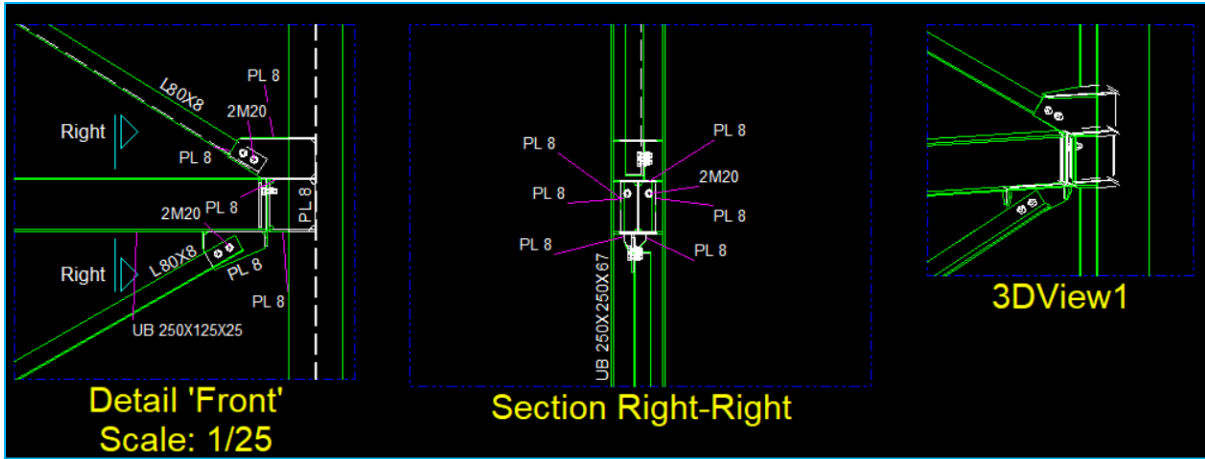 PL 8
L80X8
2M20
Right
PL 8
PL 8
2M20
PL 8
Right
L80X8
PL 8
PL 8
UB 250X125X25
Detail 'Front'
Scale: 1/25
PL 8
PL 8
PL 8
2M20
PL 8
PL 8
PL 8
UB 250X250X67
Section Right-Right
3DView1